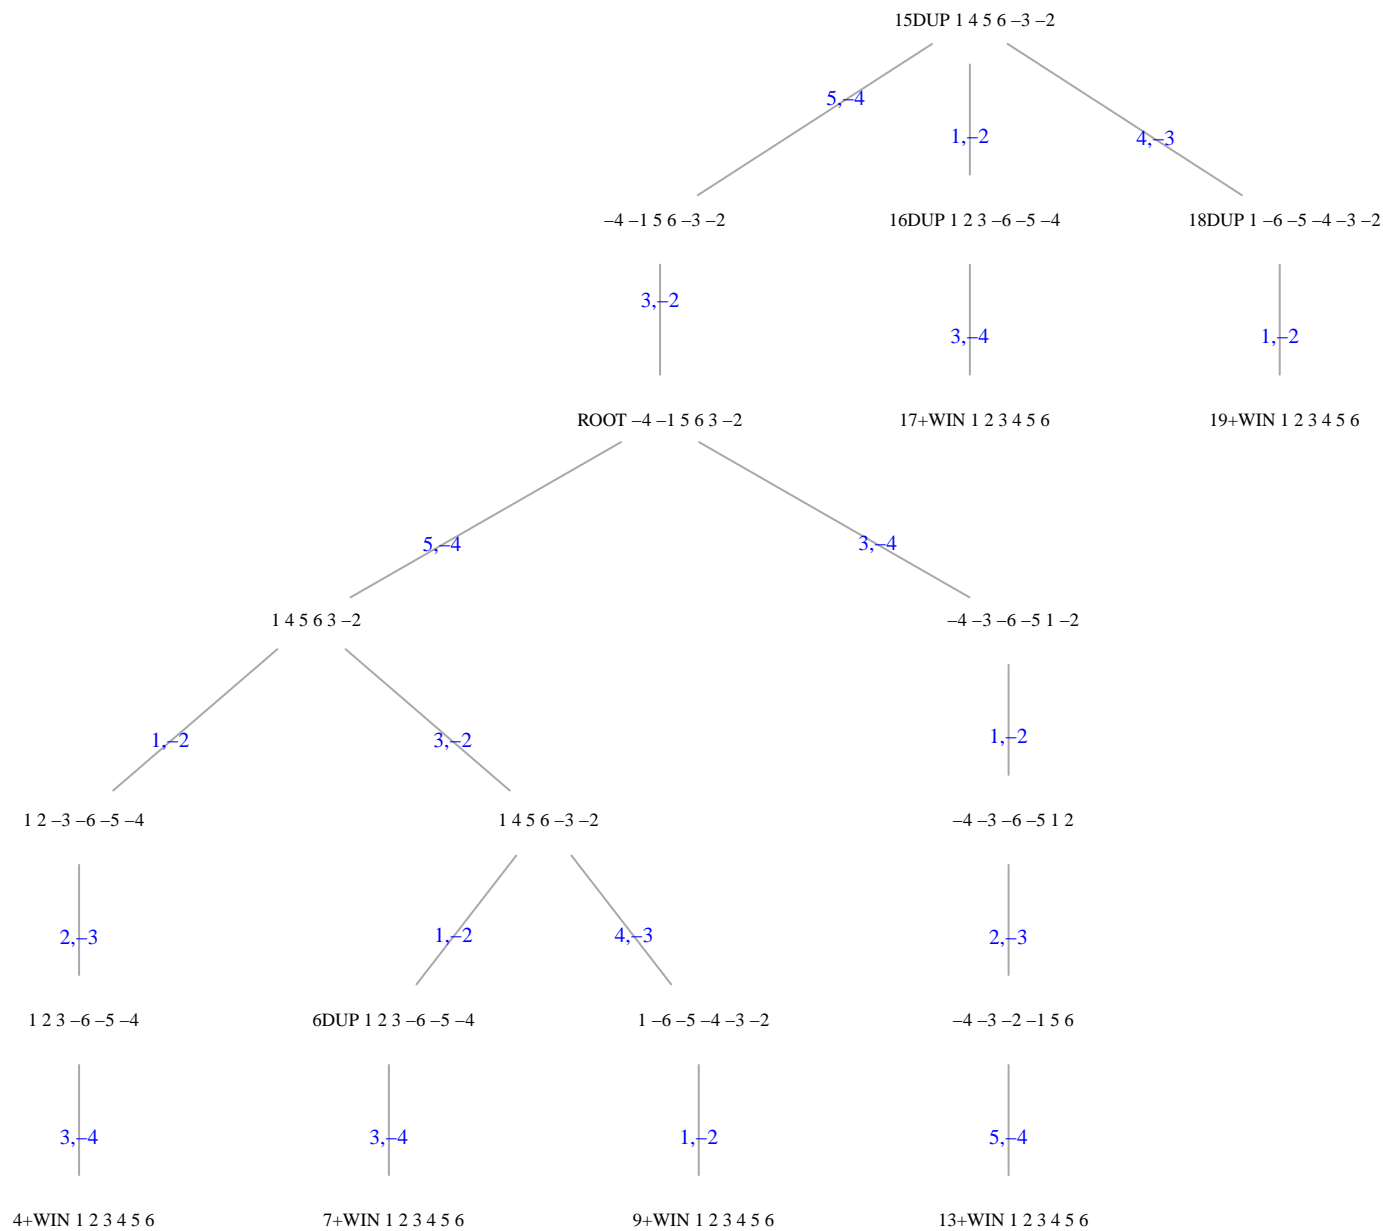 15DUP 1 4 5 6 –3 –2
5,–4
1,–2
4,–3
–4 –1 5 6 –3 –2
16DUP 1 2 3 –6 –5 –4
18DUP 1 –6 –5 –4 –3 –2
3,–2
3,–4
1,–2
ROOT –4 –1 5 6 3 –2
17+WIN 1 2 3 4 5 6
19+WIN 1 2 3 4 5 6
5,–4
3,–4
1 4 5 6 3 –2
–4 –3 –6 –5 1 –2
1,–2
3,–2
1,–2
1 2 –3 –6 –5 –4
1 4 5 6 –3 –2
–4 –3 –6 –5 1 2
2,–3
1,–2
4,–3
2,–3
1 2 3 –6 –5 –4
6DUP 1 2 3 –6 –5 –4
1 –6 –5 –4 –3 –2
–4 –3 –2 –1 5 6
3,–4
3,–4
1,–2
5,–4
4+WIN 1 2 3 4 5 6
7+WIN 1 2 3 4 5 6
9+WIN 1 2 3 4 5 6
13+WIN 1 2 3 4 5 6